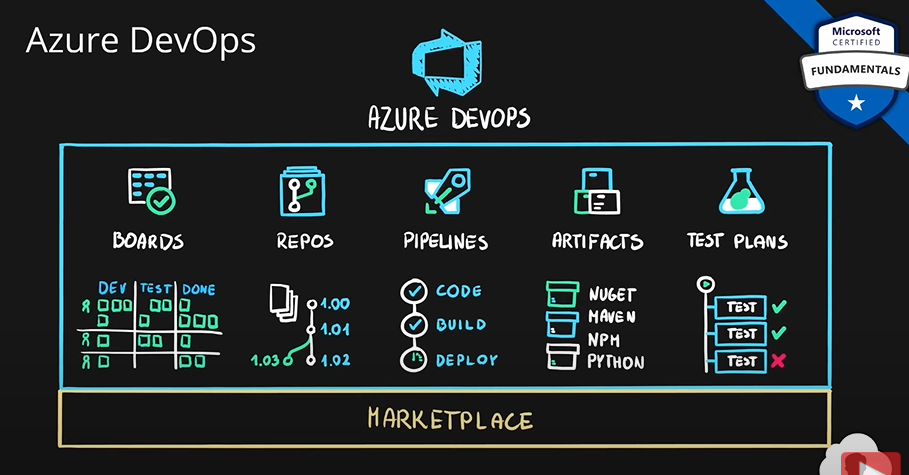 Azure DevOps
Microsoft
CERTIFIED
FUNDAMENTALS
AZURE DEVOPS
BOARDS
REPOS
PIPELINES
ARTIFACTS
TEST PLANS
DEV TEST DONE
1.00
1.01
1.03
1.02
CODE
BUILD
DEPLOY
NUGET
MAVEN
NPM
PYTHON
TEST
TEST
TEST
MARKETPLACE